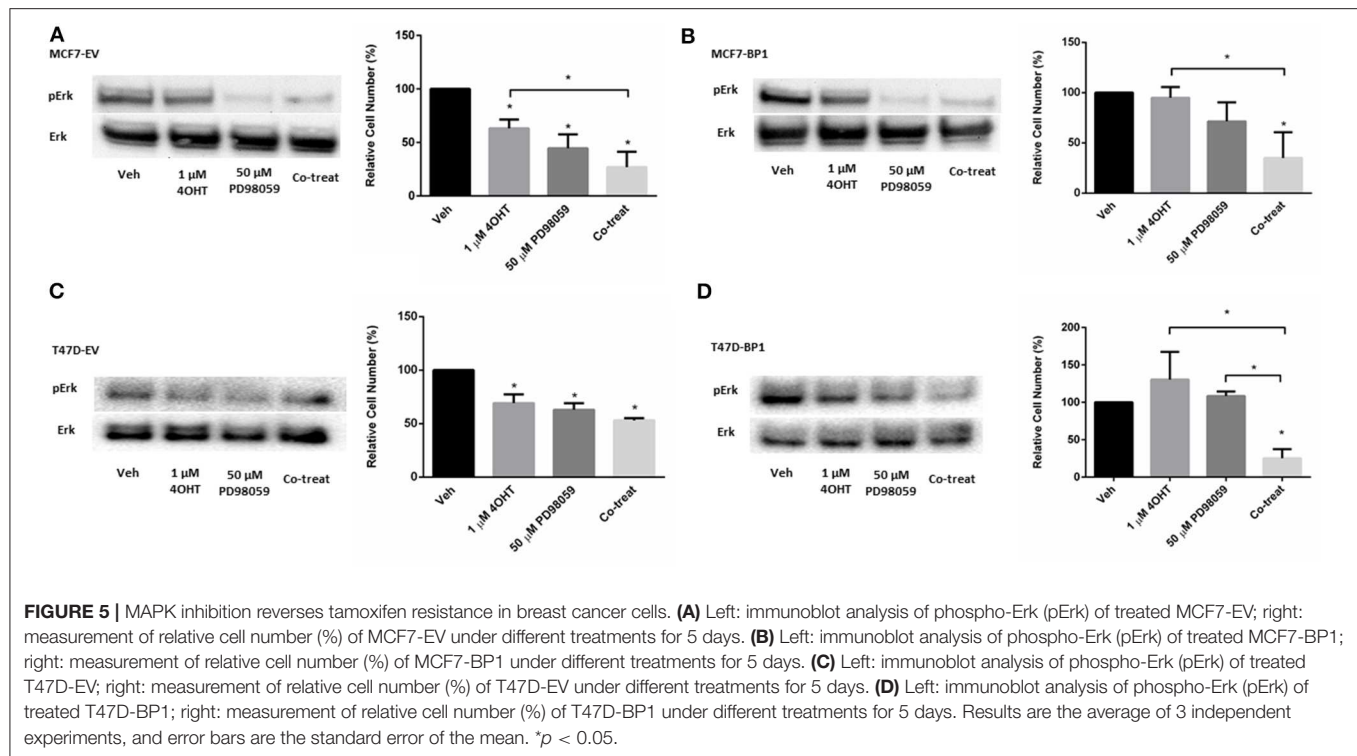 A
MCF7-EV
pErk
Erk
Veh
1 µM
4OHT
50 µM
PD98059
Co-treat
Relative Cell Number (%)
150
100
50
0
*
*
*
*
Veh
1 µM 4OHT
50 µM PD98059
Co-treat
B
MCF7-BP1
pErk
Erk
Veh
1 µM
4OHT
50 µM
PD98059
Co-treat
Relative Cell Number (%)
150
100
50
0
*
*
Veh
1 µM 4OHT
50 µM PD98059
Co-treat
C
T47D-EV
pErk
Erk
Veh
1 µM
4OHT
50 µM
PD98059
Co-treat
Relative Cell Number (%)
150
100
50
0
*
*
*
Veh
1 µM 4OHT
50 µM PD98059
Co-treat
D
T47D-BP1
pErk
Erk
Veh
1 µM
4OHT
50 µM
PD98059
Co-treat
Relative Cell Number (%)
200
150
100
50
0
*
*
*
Veh
1 µM 4OHT
50 µM PD98059
Co-treat
FIGURE 5 | MAPK inhibition reverses tamoxifen resistance in breast cancer cells. (A) Left: immunoblot analysis of phospho-Erk (pErk) of treated MCF7-EV; right:
measurement of relative cell number (%) of MCF7-EV under different treatments for 5 days. (B) Left: immunoblot analysis of phospho-Erk (pErk) of treated MCF7-BP1;
right: measurement of relative cell number (%) of MCF7-BP1 under different treatments for 5 days. (C) Left: immunoblot analysis of phospho-Erk (pErk) of treated
T47D-EV; right: measurement of relative cell number (%) of T47D-EV under different treatments for 5 days. (D) Left: immunoblot analysis of phospho-Erk (pErk) of
treated T47D-BP1; right: measurement of relative cell number (%) of T47D-BP1 under different treatments for 5 days. Results are the average of 3 independent
experiments, and error bars are the standard error of the mean. *p < 0.05.